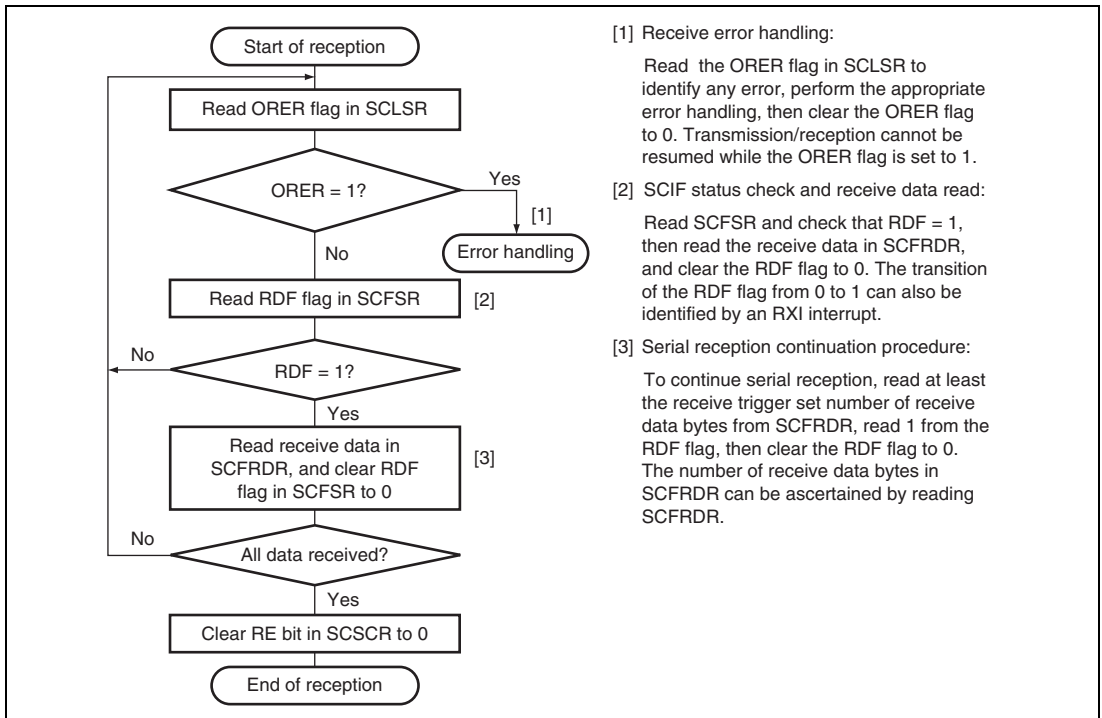 Start of reception
Read ORER flag in SCLSR
ORER = 1?
Yes
[1]
Error handling
No
Read RDF flag in SCFSR
[2]
No
RDF = 1?
Yes
Read receive data in
SCFRDR, and clear RDF
flag in SCFSR to 0
[3]
No
All data received?
Yes
Clear RE bit in SCSCR to 0
End of reception
[1] Receive error handling:
Read the ORER flag in SCLSR to
identify any error, perform the appropriate
error handling, then clear the ORER flag
to 0. Transmission/reception cannot be
resumed while the ORER flag is set to 1.
[2] SCIF status check and receive data read:
Read SCFSR and check that RDF = 1,
then read the receive data in SCFRDR,
and clear the RDF flag to 0. The transition
of the RDF flag from 0 to 1 can also be
identified by an RXI interrupt.
[3] Serial reception continuation procedure:
To continue serial reception, read at least
the receive trigger set number of receive
data bytes from SCFRDR, read 1 from the
RDF flag, then clear the RDF flag to 0.
The number of receive data bytes in
SCFRDR can be ascertained by reading
SCFRDR.